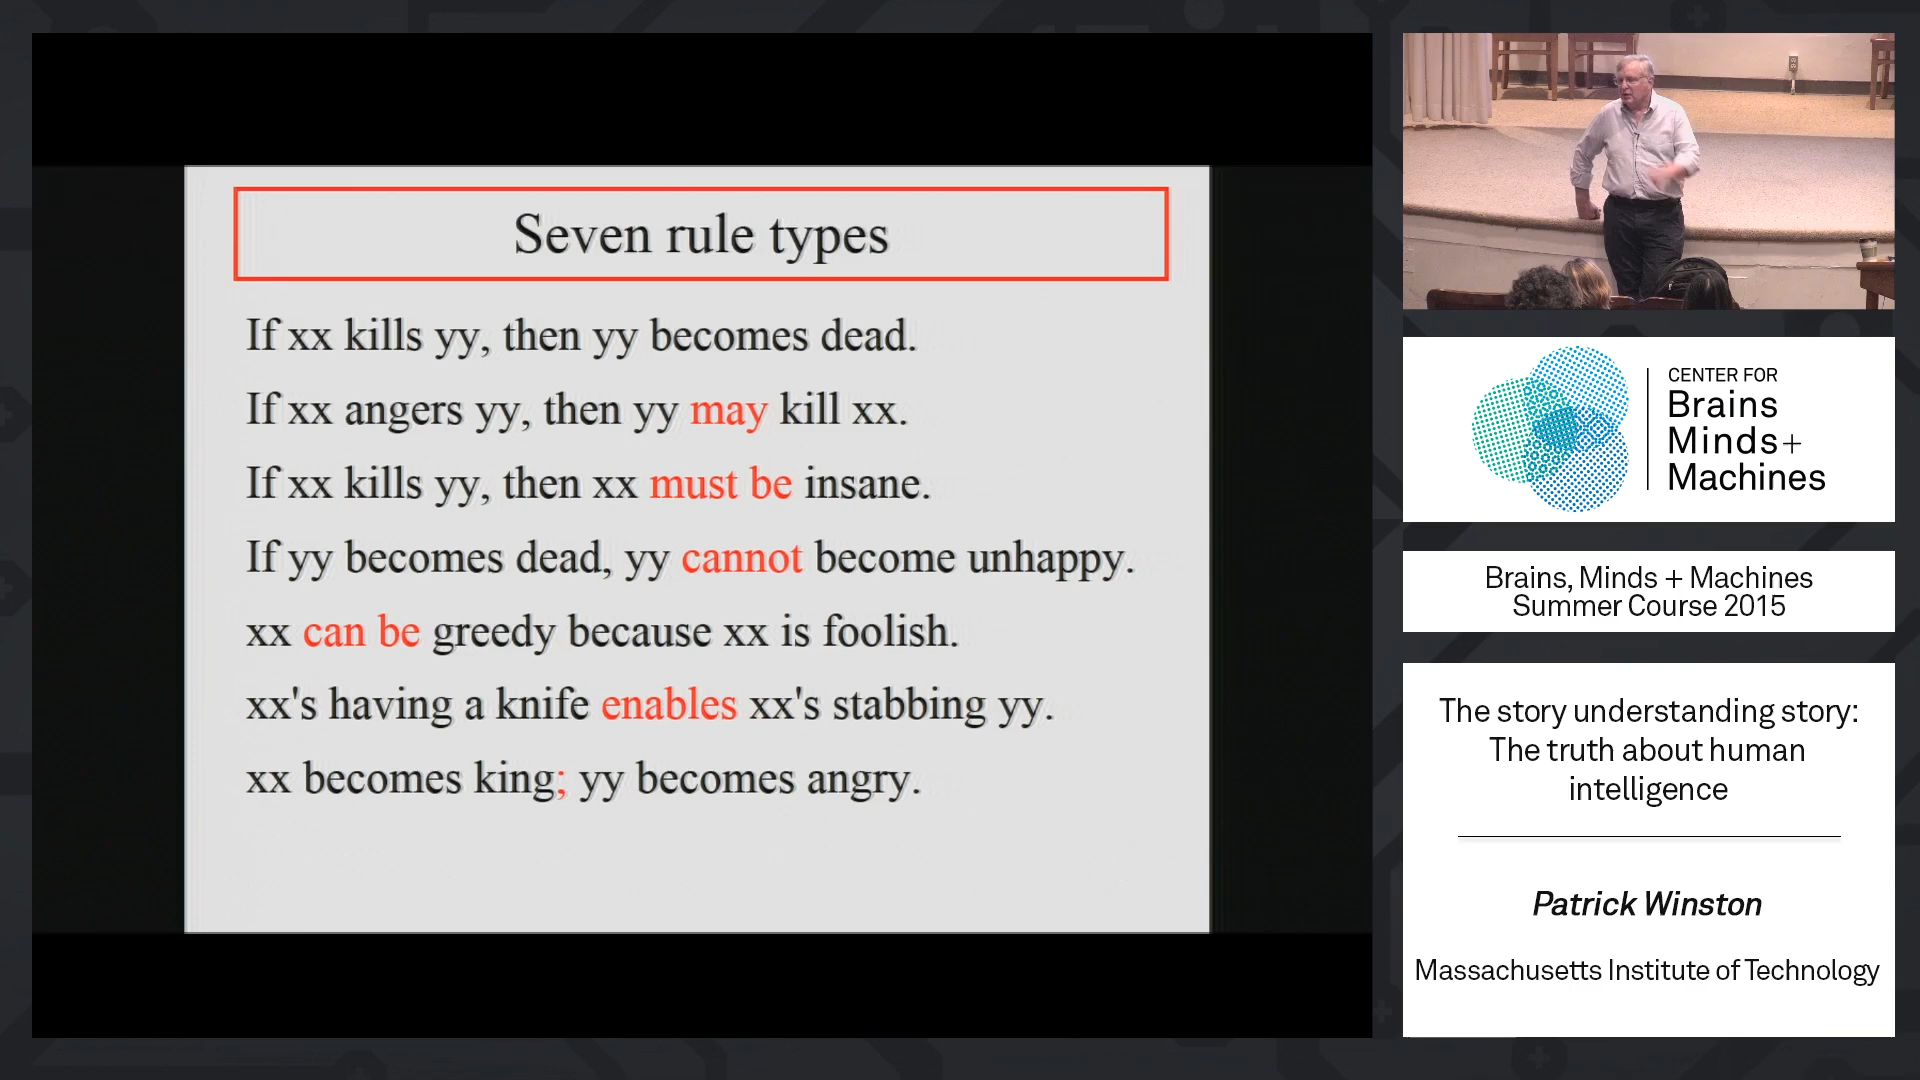 Seven rule types
If xx kills yy, then yy becomes dead.
If xx angers yy, then yy may kill xx.
If xx kills yy, then xx must be insane.
If yy becomes dead, yy cannot become unhappy.
xx can be greedy because xx is foolish.
xx's having a knife enables xx's stabbing yy.
xx becomes king; yy becomes angry.
CENTER FOR
Brains
Minds+
Machines
Brains, Minds + Machines
Summer Course 2015
The story understanding story:
The truth about human
intelligence
Patrick Winston
Massachusetts Institute of Technology